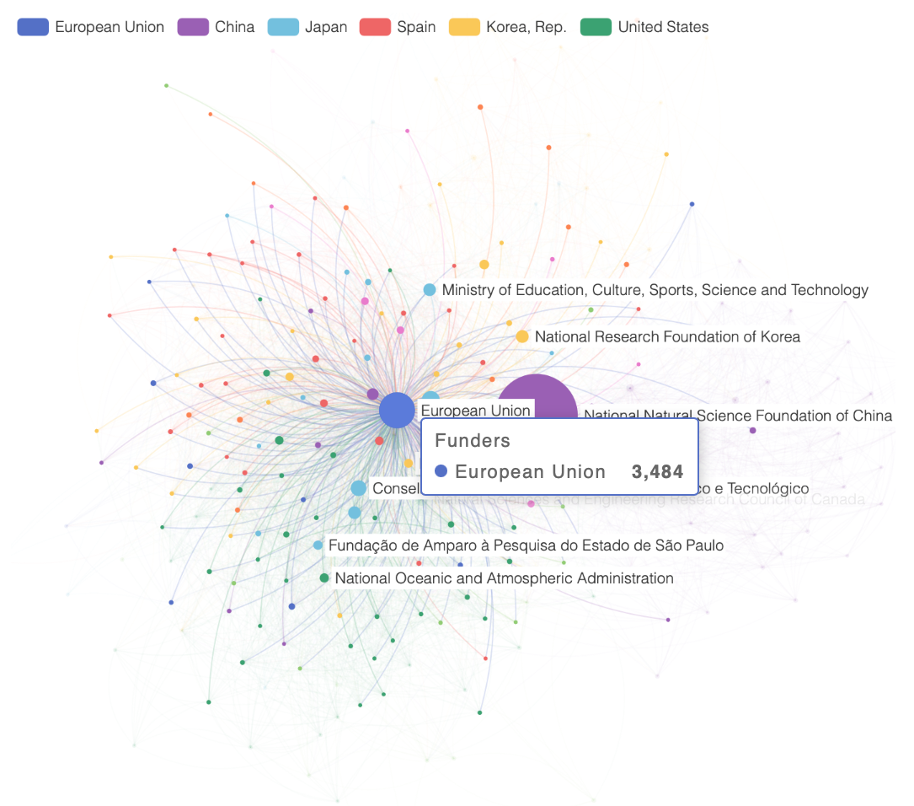 European Union China Japan Spain Korea, Rep. United States
Ministry of Education, Culture, Sports, Science and Technology
National Research Foundation of Korea
European Union
National Natural Science Foundation of China
Funders
European Union 3,484
Consel
co e Tecnológico
and Engineering Research Council of Canada
Fundação de Amparo à Pesquisa do Estado de São Paulo
National Oceanic and Atmospheric Administration